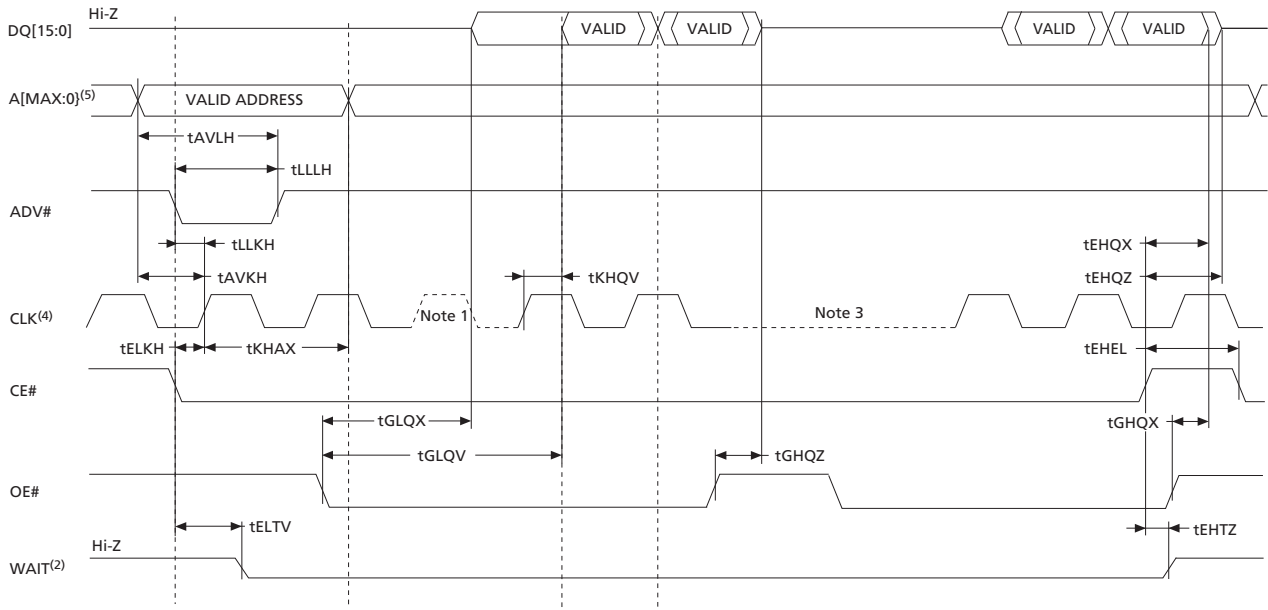 Hi-Z
DQ[15:0]
VALID
VALID
VALID
VALID
A[MAX:0}(5)
VALID ADDRESS
tAVLH
tLLLH
ADV#
tLLKH
tEHQX
tAVKH
tKHQV
tEHQZ
CLK(4)
Note 1
Note 3
tELKH
tKHAX
tEHEL
CE#
tGLQX
tGHQX
tGLQV
tGHQZ
OE#
tELTV
tEHTZ
Hi-Z
WAIT(2)